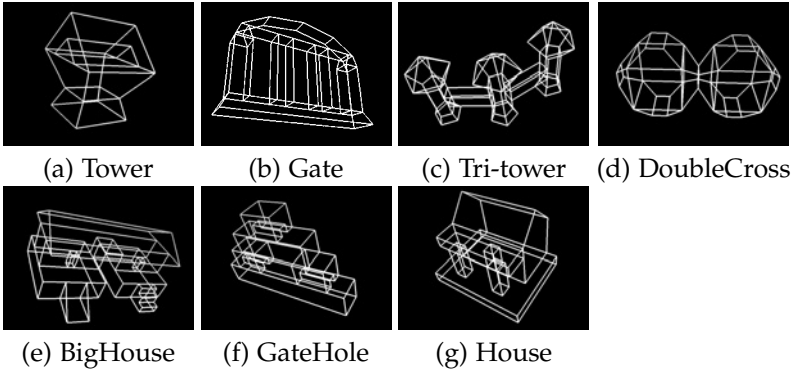 (a) Tower (b) Gate (c) Tri-tower (d) DoubleCross
(e) BigHouse (f) GateHole (g) House